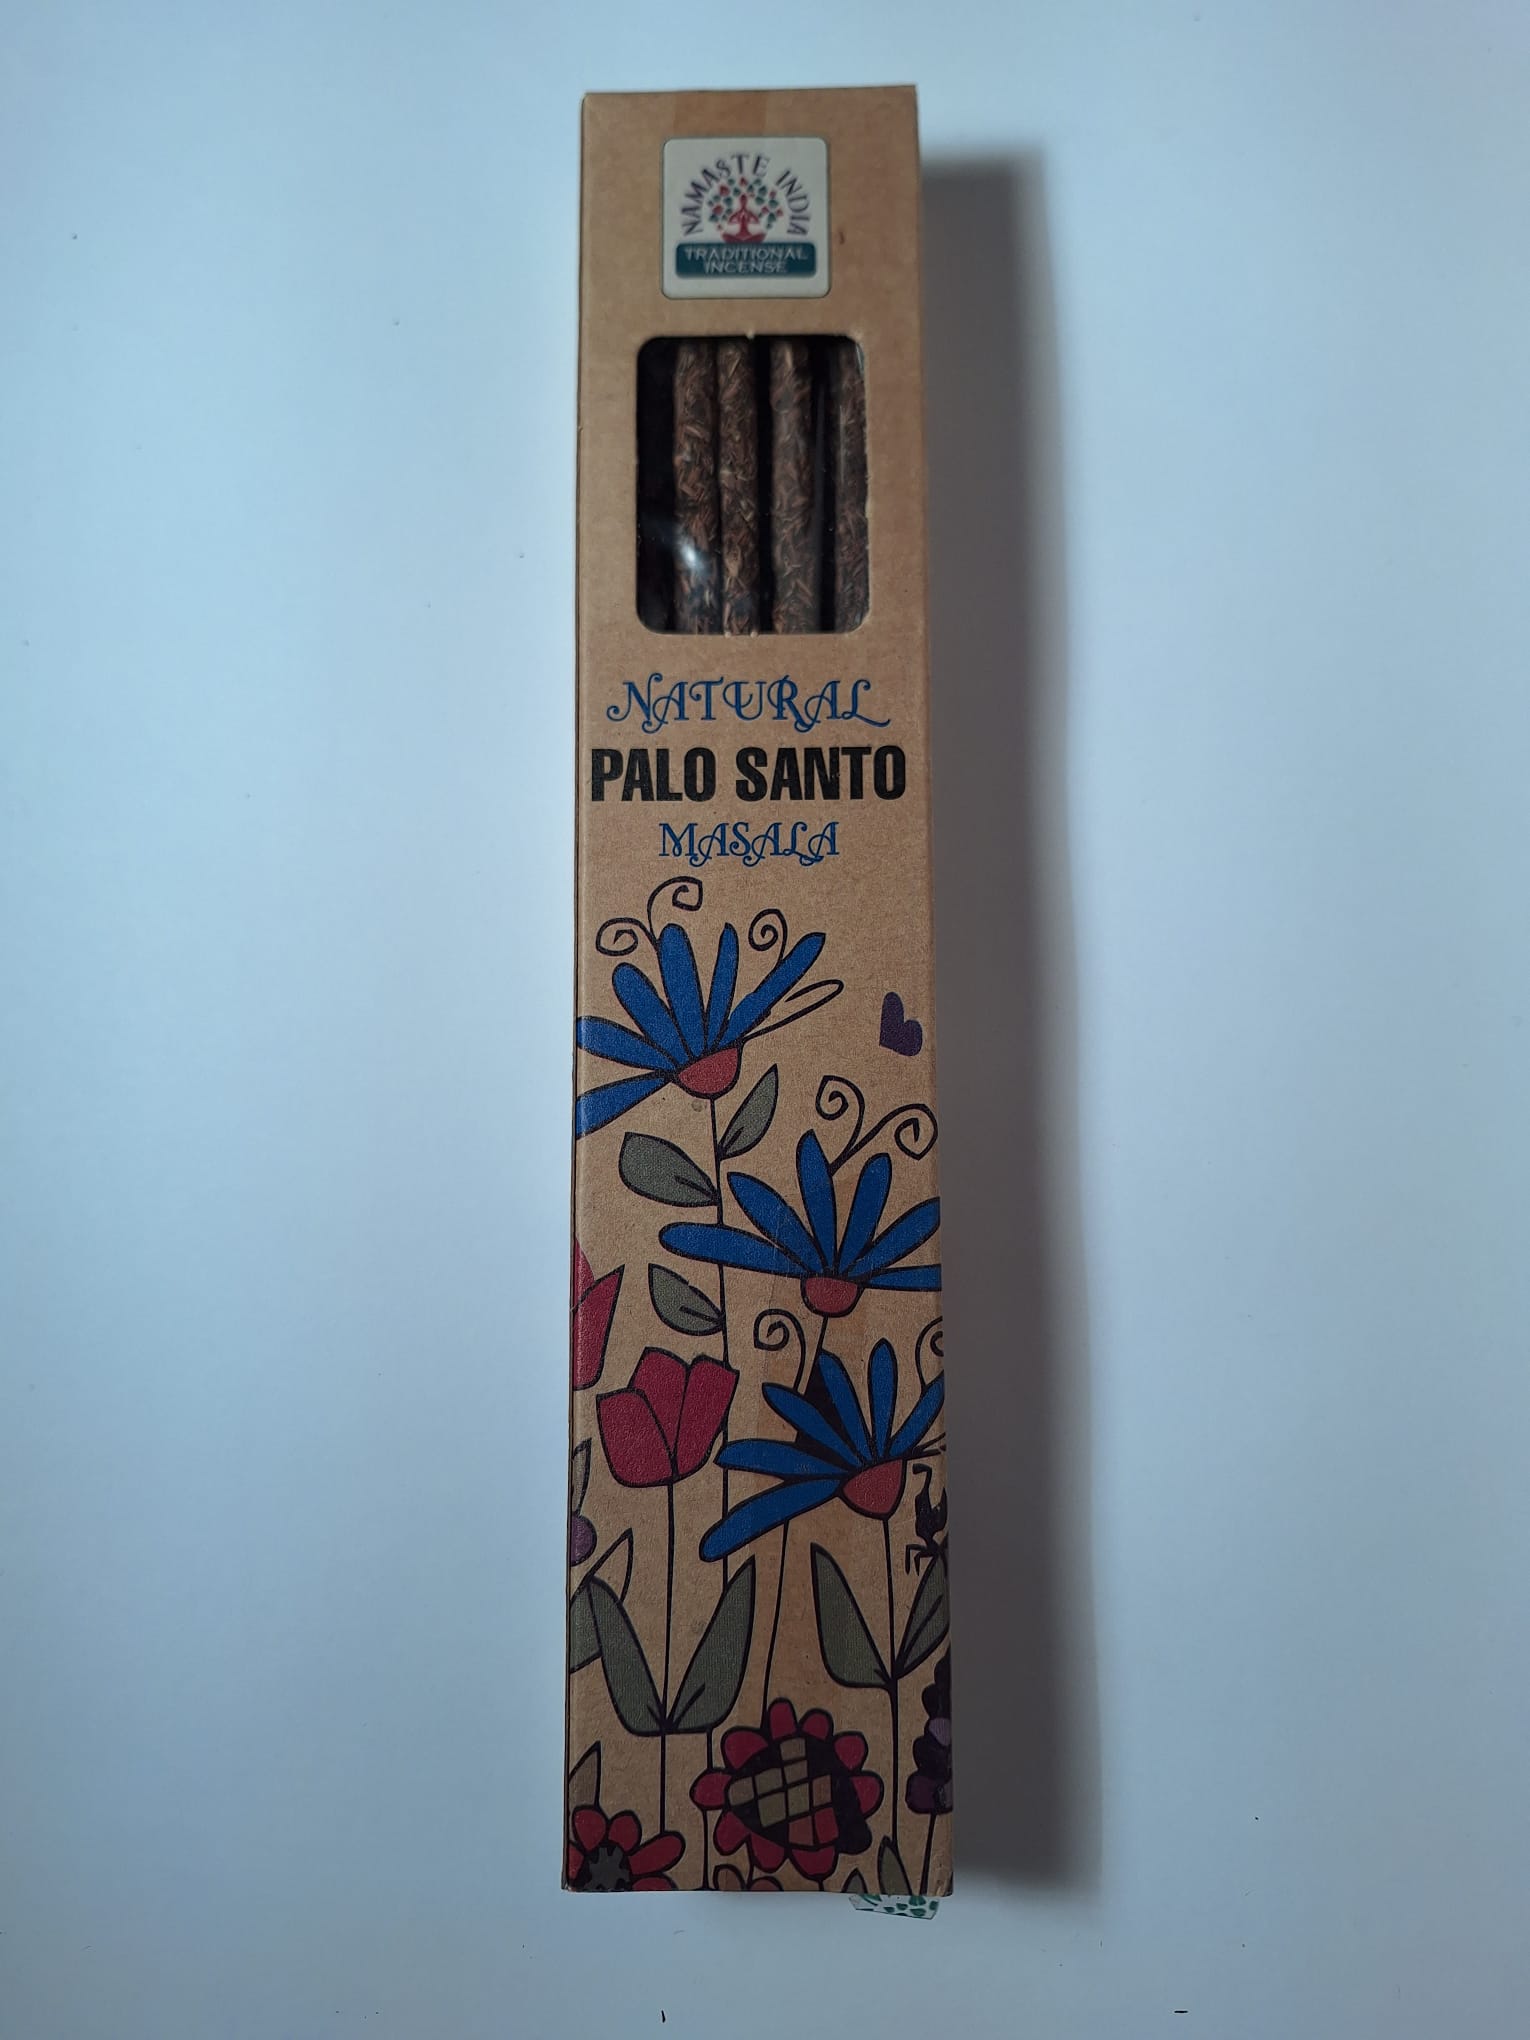 NAMASTE INDIA
TRADITIONAL
INCENSE
NATURAL
PALO SANTO
MASALA